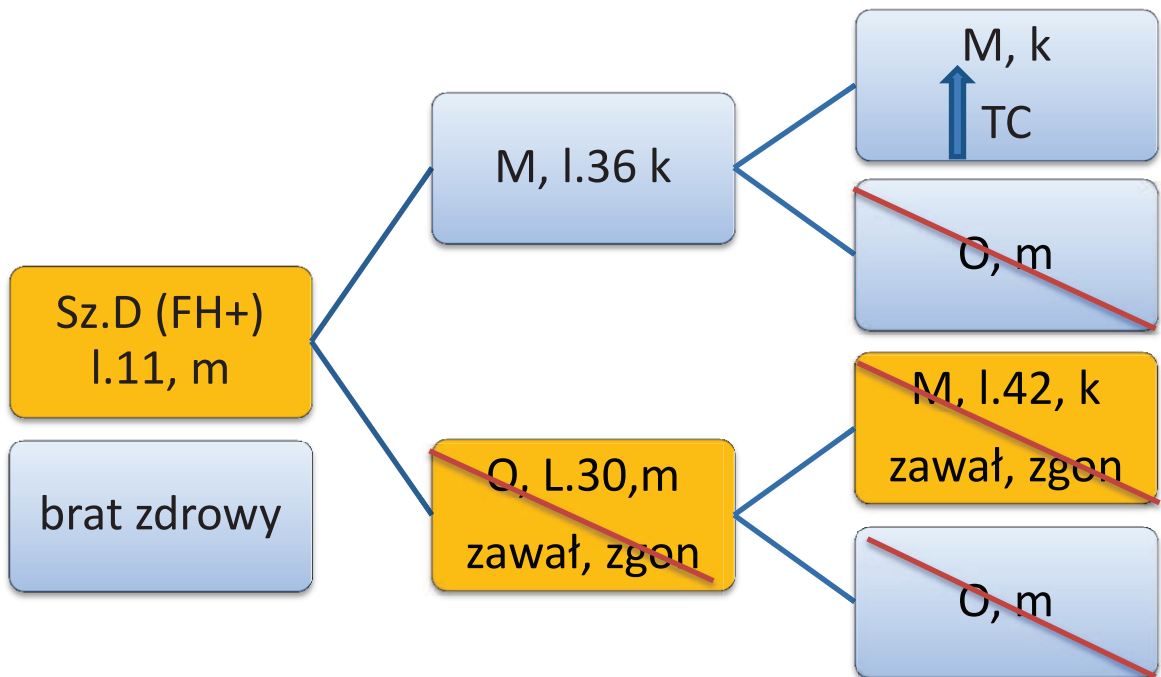 M, k
TC
M, l.36 k
O, m
Sz.D (FH+)
l.11, m
M, l.42, k
zawał, zgon
O, L.30,m
zawał, zgon
brat zdrowy
O, m